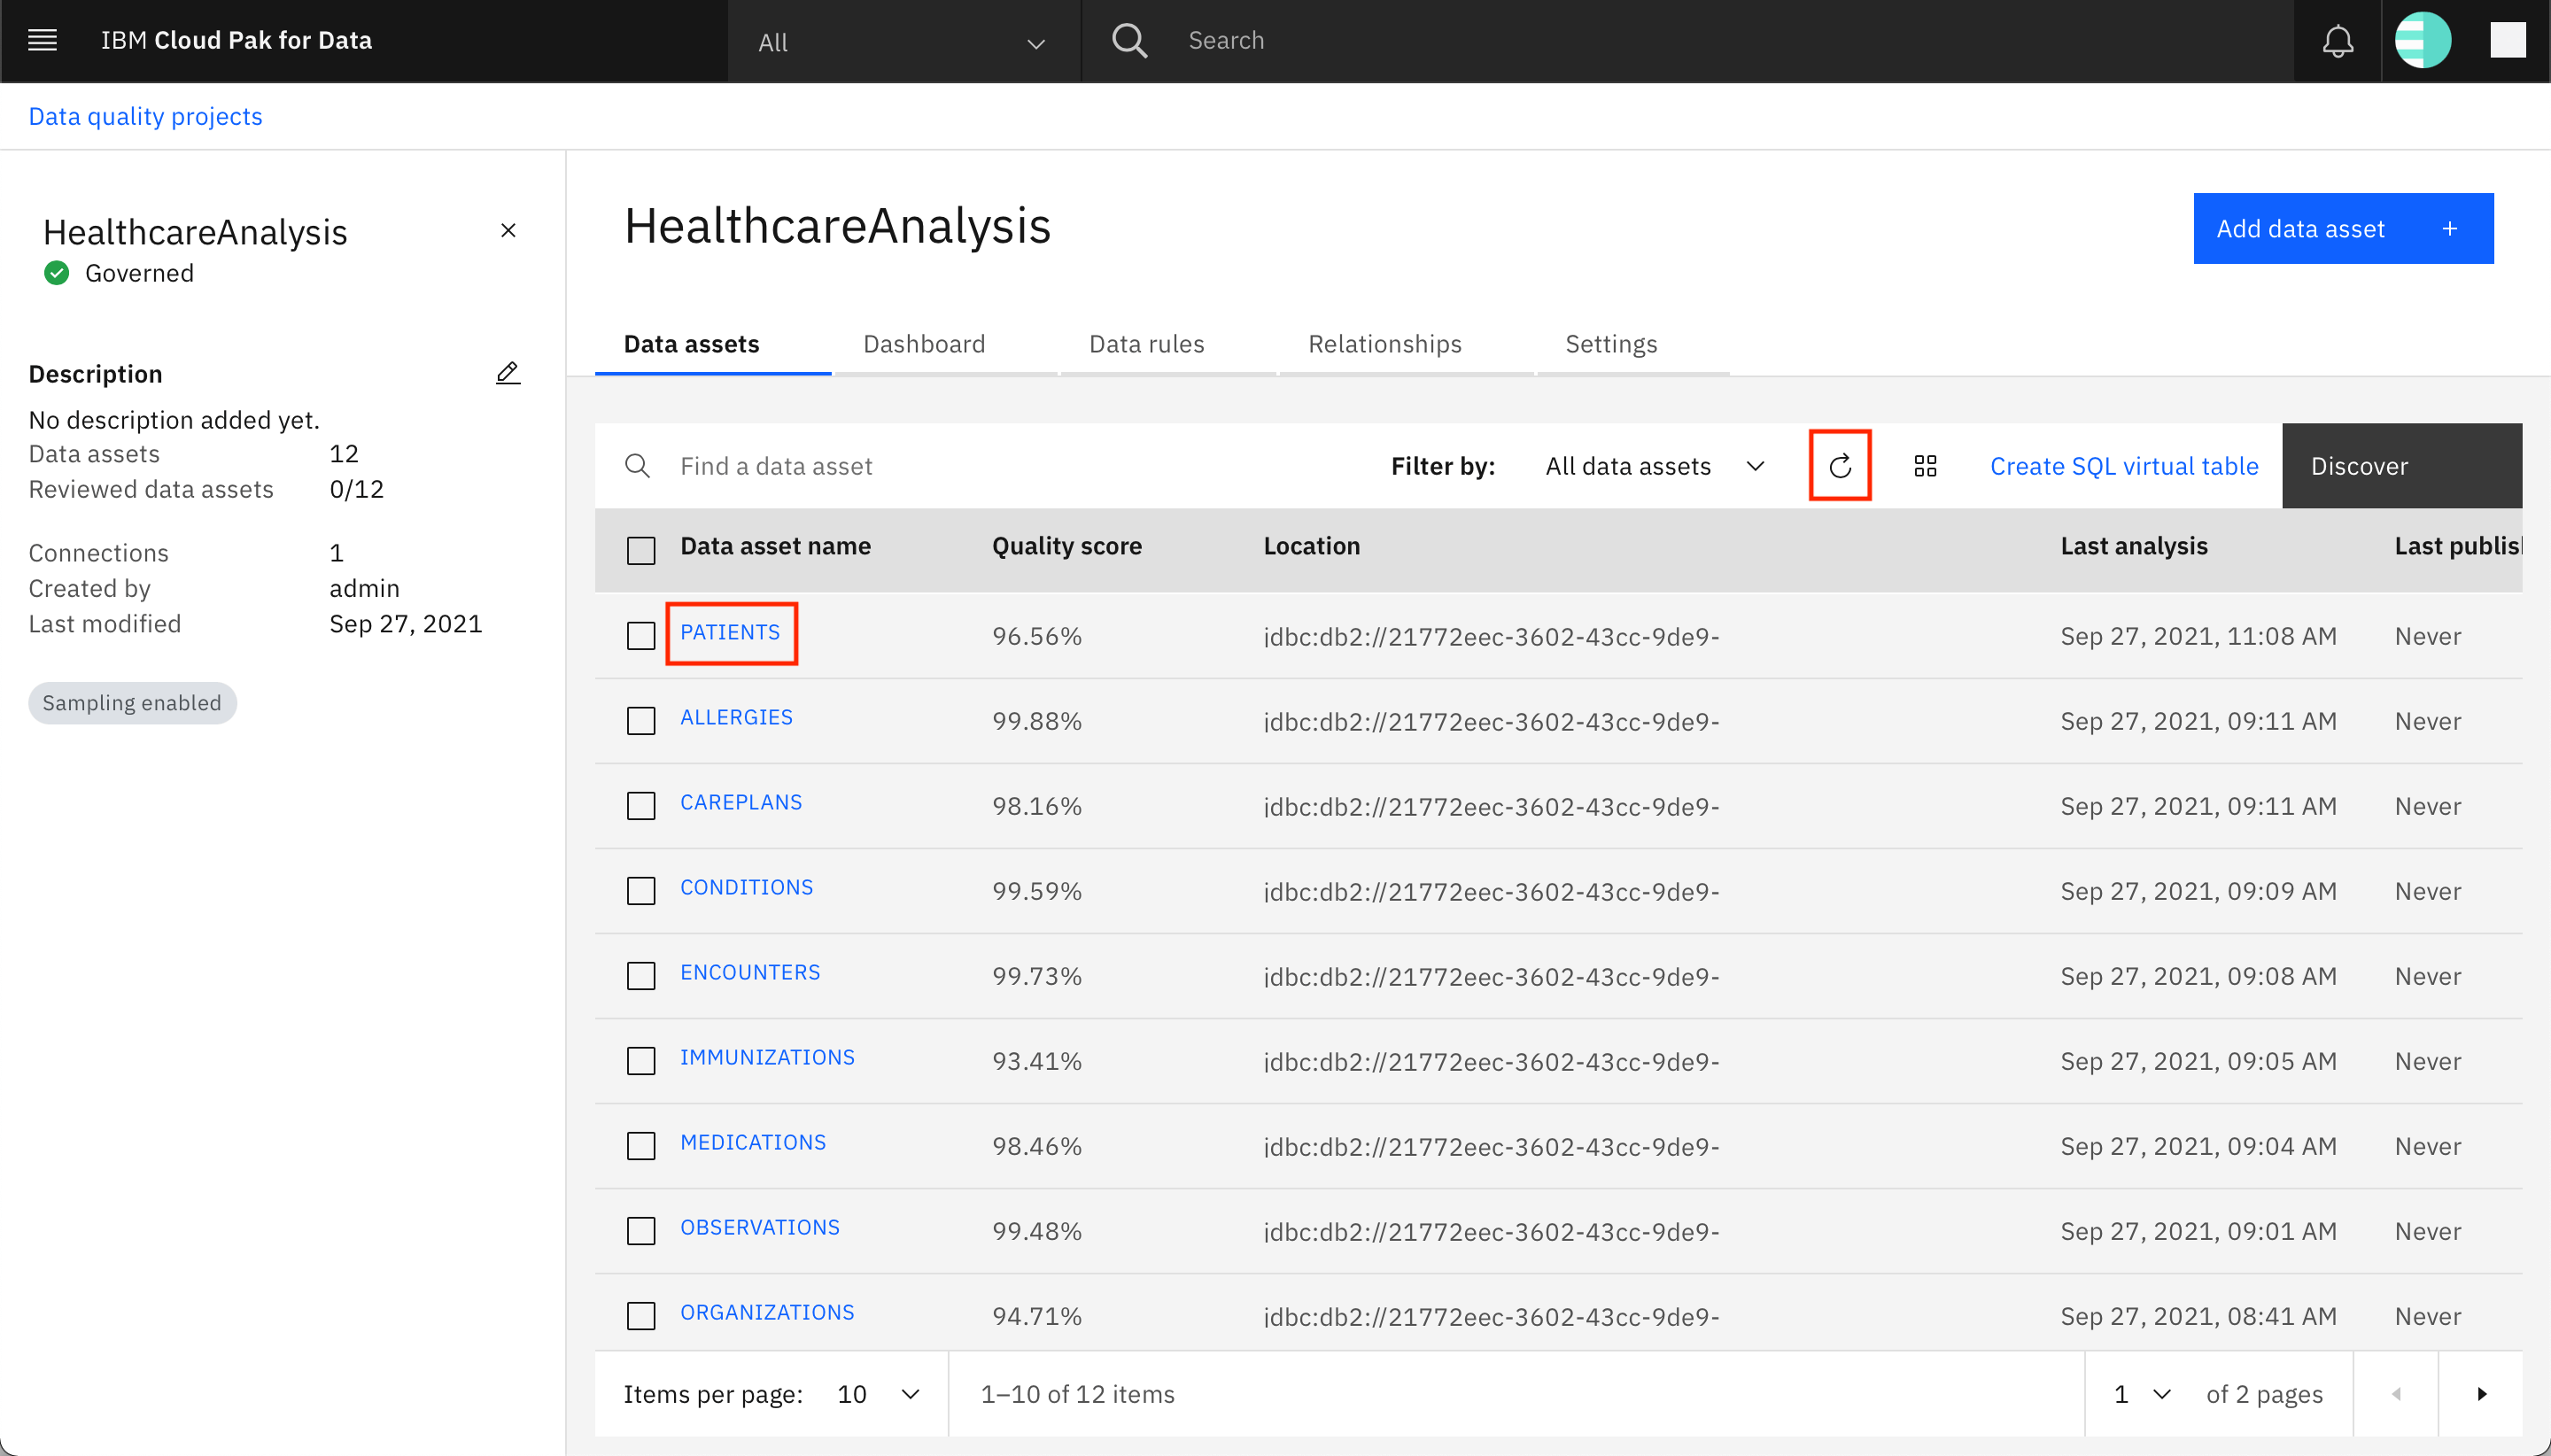 IBM Cloud Pak for Data
All
Search
Data quality projects
HealthcareAnalysis
Governed
Description
No description added yet.
Data assets 12
Reviewed data assets 0/12
Connections 1
Created by admin
Last modified Sep 27, 2021
Sampling enabled
HealthcareAnalysis
Add data asset +
Data assets Dashboard Data rules Relationships Settings
Find a data asset Filter by: All data assets Create SQL virtual table Discover
Data asset name Quality score Location Last analysis Last publis
PATIENTS 96.56% jdbc:db2://21772eec-3602-43cc-9de9- Sep 27, 2021, 11:08 AM Never
ALLERGIES 99.88% jdbc:db2://21772eec-3602-43cc-9de9- Sep 27, 2021, 09:11 AM Never
CAREPLANS 98.16% jdbc:db2://21772eec-3602-43cc-9de9- Sep 27, 2021, 09:11 AM Never
CONDITIONS 99.59% jdbc:db2://21772eec-3602-43cc-9de9- Sep 27, 2021, 09:09 AM Never
ENCOUNTERS 99.73% jdbc:db2://21772eec-3602-43cc-9de9- Sep 27, 2021, 09:08 AM Never
IMMUNIZATIONS 93.41% jdbc:db2://21772eec-3602-43cc-9de9- Sep 27, 2021, 09:05 AM Never
MEDICATIONS 98.46% jdbc:db2://21772eec-3602-43cc-9de9- Sep 27, 2021, 09:04 AM Never
OBSERVATIONS 99.48% jdbc:db2://21772eec-3602-43cc-9de9- Sep 27, 2021, 09:01 AM Never
ORGANIZATIONS 94.71% jdbc:db2://21772eec-3602-43cc-9de9- Sep 27, 2021, 08:41 AM Never
Items per page: 10 1–10 of 12 items 1 of 2 pages